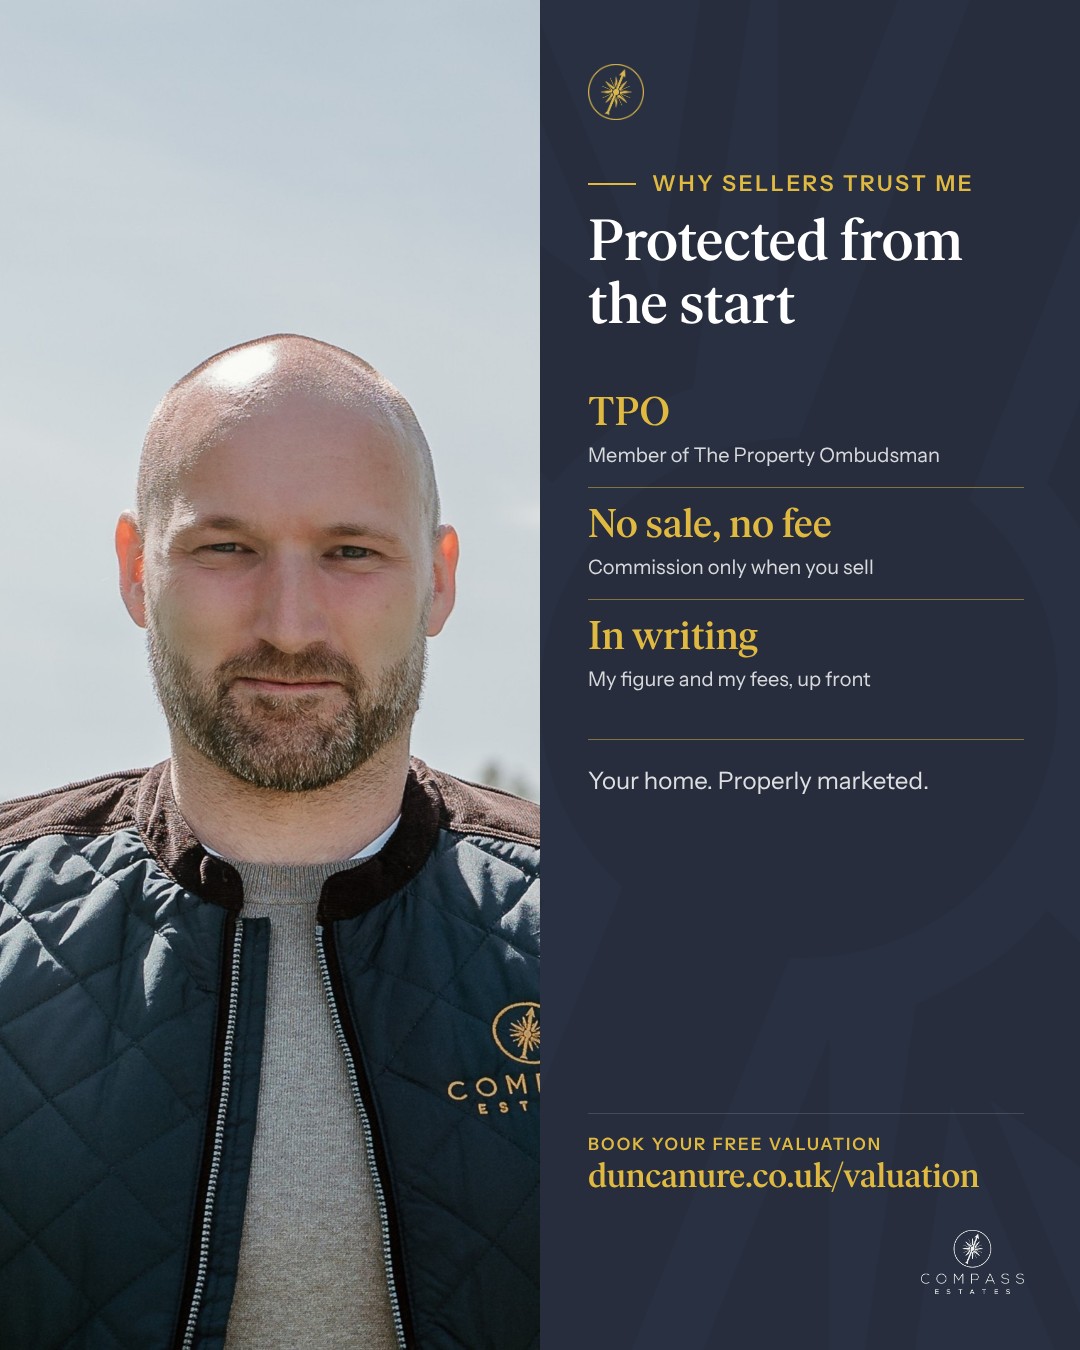 WHY SELLERS TRUST ME
Protected from
the start
TPO
Member of The Property Ombudsman
No sale, no fee
Commission only when you sell
In writing
My figure and my fees, up front
Your home. Properly marketed.
BOOK YOUR FREE VALUATION
duncanure.co.uk/valuation
COMPASS
ESTATES
COMP
EST